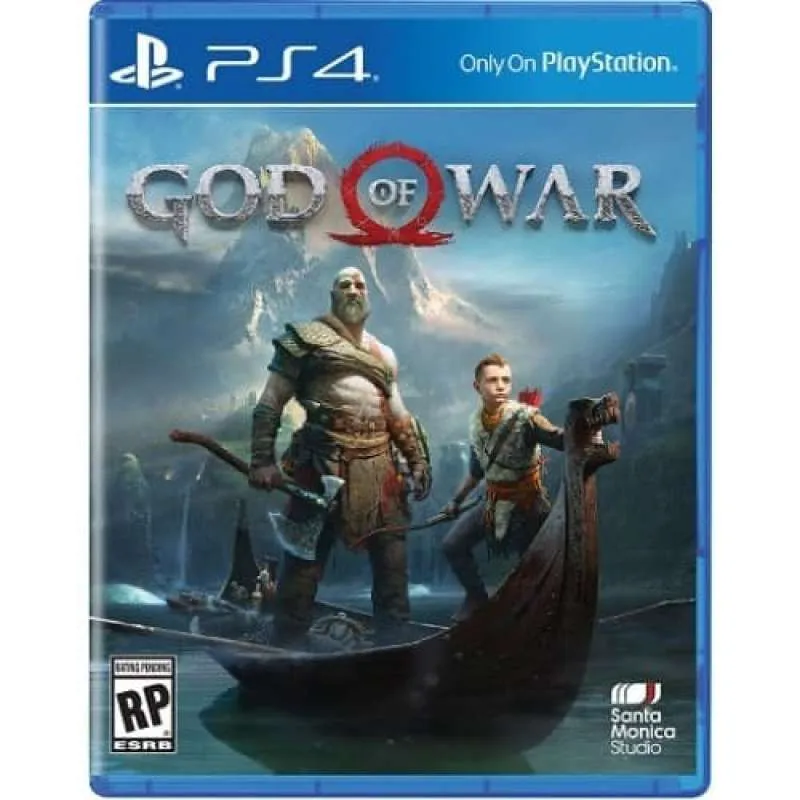 PS4
Only On PlayStation
GOD OF WAR
RATING PENDING
RP
ESRB
Santa
Monica
Studio